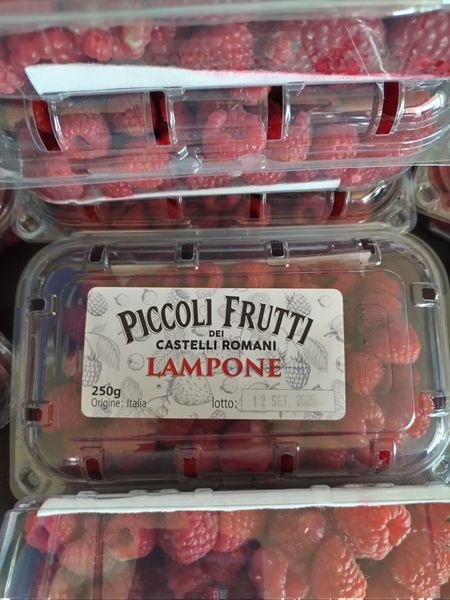 PICCOLI FRUTTI
DEI
CASTELLI ROMANI
LAMPONE
250g
Origine: Italia
lotto: 12 SET. 2025